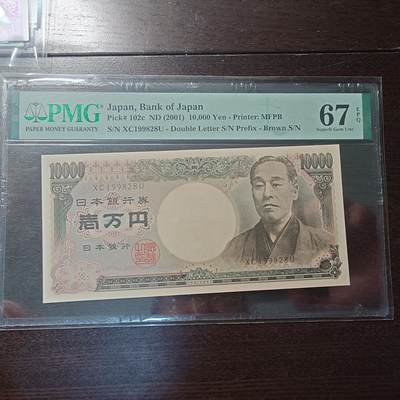 PMG
PAPER MONEY GUARANTY
Japan, Bank of Japan
Pick# 102c ND (2001) 10,000 Yen - Printer: MFPB
S/N XC199828U - Double Letter S/N Prefix - Brown S/N
67 EPQ
Superb Gem Unc
10000
10000
XC199828U
日本銀行券
壱万円
日本銀行
XC199828U
10000